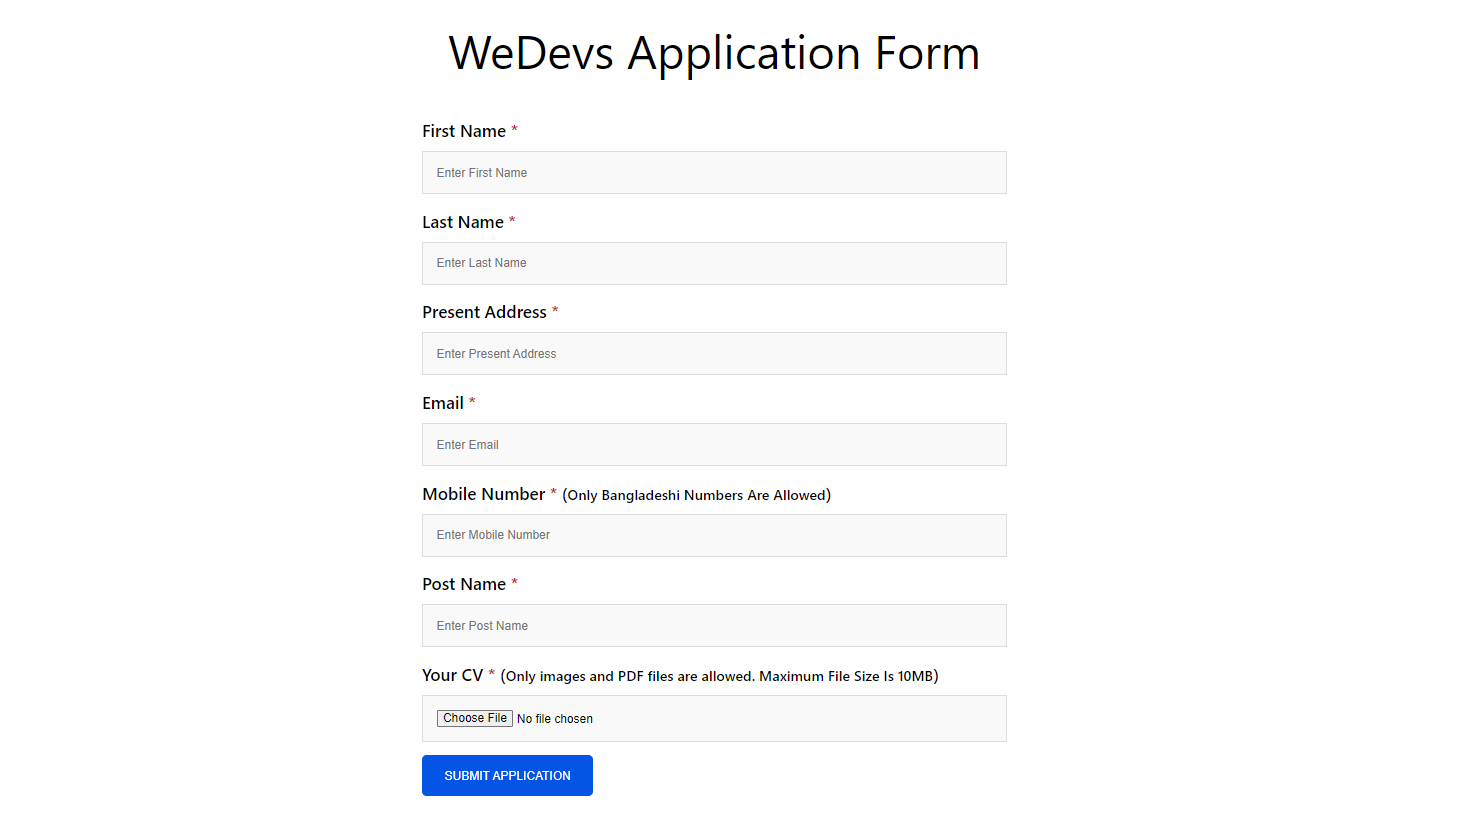 WeDevs Application Form
First Name *
Enter First Name
Last Name *
Enter Last Name
Present Address *
Enter Present Address
Email *
Enter Email
Mobile Number * (Only Bangladeshi Numbers Are Allowed)
Enter Mobile Number
Post Name *
Enter Post Name
Your CV * (Only images and PDF files are allowed. Maximum File Size Is 10MB)
Choose File No file chosen
SUBMIT APPLICATION